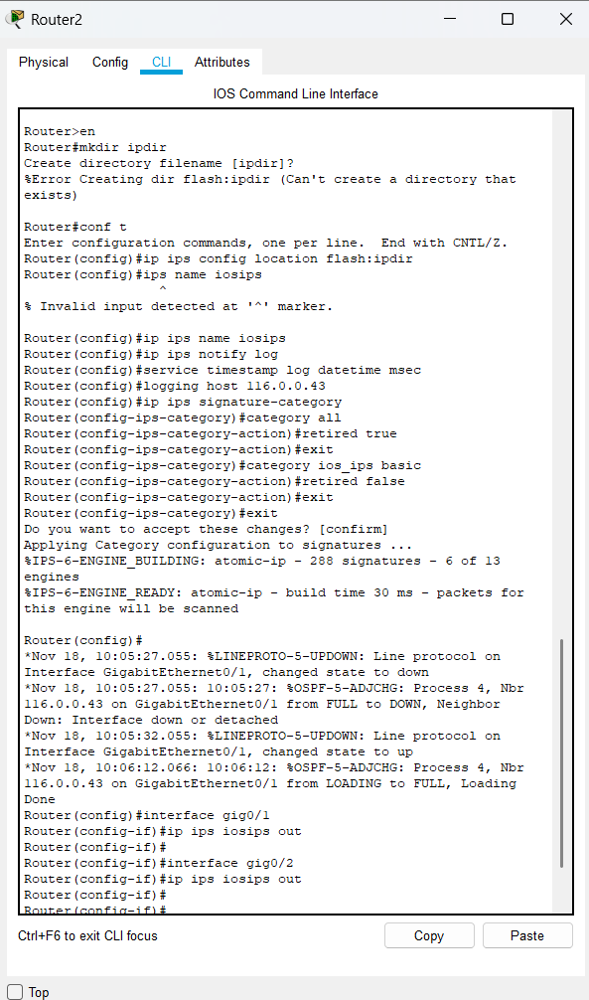 Router2
Physical Config CLI Attributes
IOS Command Line Interface
Router>en
Router#mkdir ipdir
Create directory filename [ipdir]?
%Error Creating dir flash:ipdir (Can't create a directory that
exists)
Router#conf t
Enter configuration commands, one per line.  End with CNTL/Z.
Router(config)#ip ips config location flash:ipdir
Router(config)#ips name iosips
^
% Invalid input detected at '^' marker.
Router(config)#ip ips name iosips
Router(config)#ip ips notify log
Router(config)#service timestamp log datetime msec
Router(config)#logging host 116.0.0.43
Router(config)#ip ips signature-category
Router(config-ips-category)#category all
Router(config-ips-category-action)#retired true
Router(config-ips-category-action)#exit
Router(config-ips-category)#category ios_ips basic
Router(config-ips-category-action)#retired false
Router(config-ips-category-action)#exit
Router(config-ips-category)#exit
Do you want to accept these changes? [confirm]
Applying Category configuration to signatures ...
%IPS-6-ENGINE_BUILDING: atomic-ip - 288 signatures - 6 of 13
engines
%IPS-6-ENGINE_READY: atomic-ip - build time 30 ms - packets for
this engine will be scanned
Router(config)#
*Nov 18, 10:05:27.055: %LINEPROTO-5-UPDOWN: Line protocol on
Interface GigabitEthernet0/1, changed state to down
*Nov 18, 10:05:27.055: 10:05:27: %OSPF-5-ADJCHG: Process 4, Nbr
116.0.0.43 on GigabitEthernet0/1 from FULL to DOWN, Neighbor
Down: Interface down or detached
*Nov 18, 10:05:32.055: %LINEPROTO-5-UPDOWN: Line protocol on
Interface GigabitEthernet0/1, changed state to up
*Nov 18, 10:06:12.066: 10:06:12: %OSPF-5-ADJCHG: Process 4, Nbr
116.0.0.43 on GigabitEthernet0/1 from LOADING to FULL, Loading
Done
Router(config)#interface gig0/1
Router(config-if)#ip ips iosips out
Router(config-if)#
Router(config-if)#interface gig0/2
Router(config-if)#ip ips iosips out
Router(config-if)#
Router(config-if)#
Ctrl+F6 to exit CLI focus
Copy Paste
Top